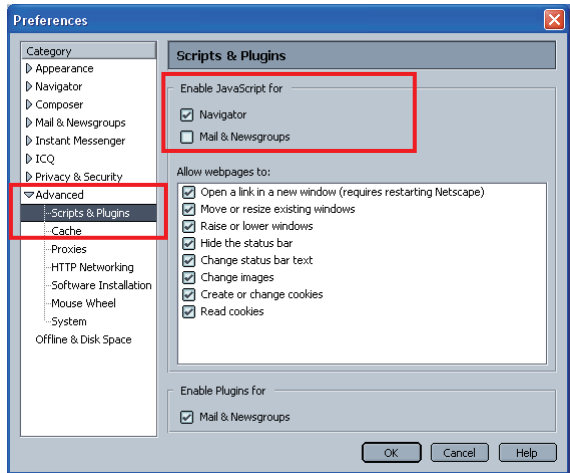 Preferences
Category
Appearance
Navigator
Composer
Mail & Newsgroups
Instant Messenger
ICQ
Privacy & Security
Advanced
Scripts & Plugins
Cache
Proxies
HTTP Networking
Software Installation
Mouse Wheel
System
Offline & Disk Space
Scripts & Plugins
Enable JavaScript for
Navigator
Mail & Newsgroups
Allow webpages to:
Open a link in a new window (requires restarting Netscape)
Move or resize existing windows
Raise or lower windows
Hide the status bar
Change status bar text
Change images
Create or change cookies
Read cookies
Enable Plugins for
Mail & Newsgroups
OK
Cancel
Help